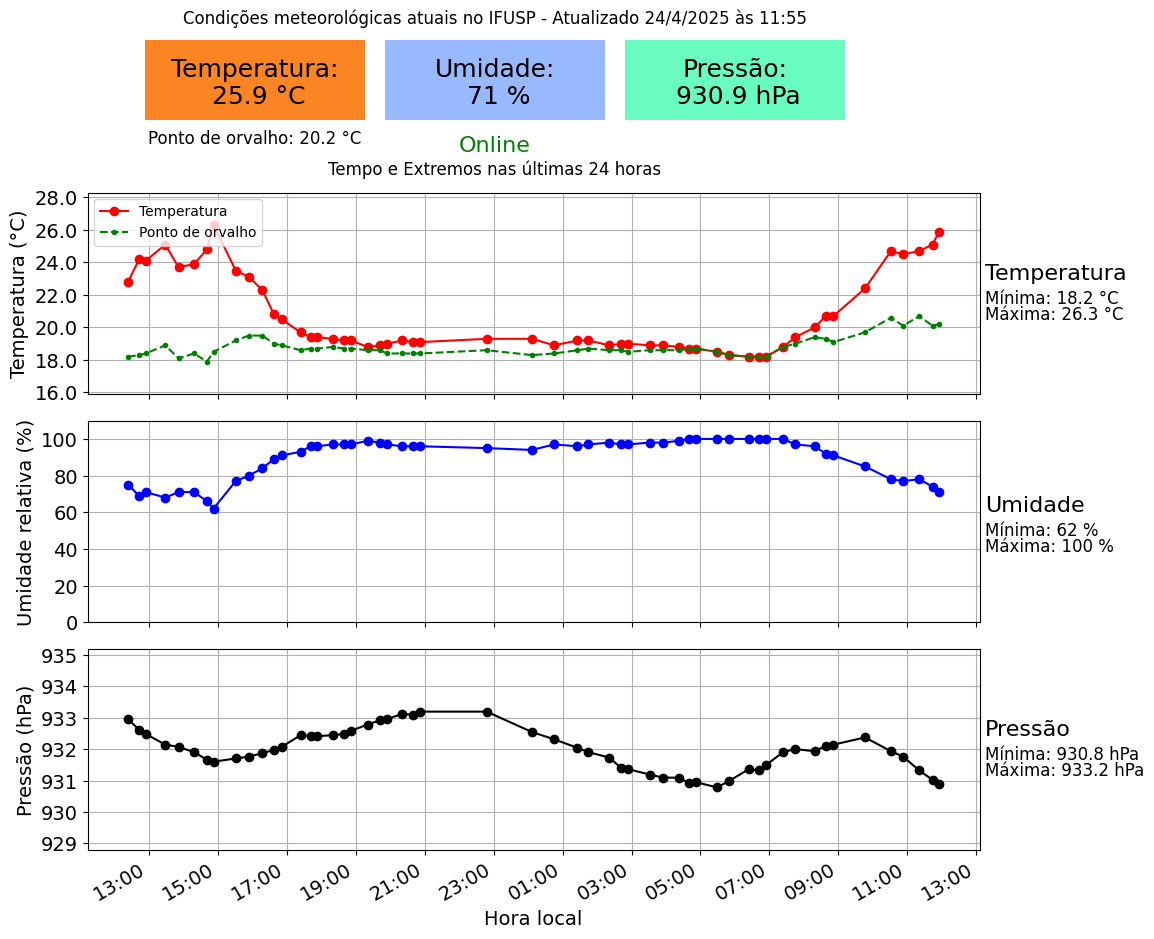 Condições meteorológicas atuais no IFUSP - Atualizado 24/4/2025 às 11:55
Temperatura:
25.9 °C
Umidade:
71 %
Pressão:
930.9 hPa
Ponto de orvalho: 20.2 °C
Online
Tempo e Extremos nas últimas 24 horas
Temperatura (°C)
28.0
26.0
24.0
22.0
20.0
18.0
16.0
Temperatura
Ponto de orvalho
Temperatura
Mínima: 18.2 °C
Máxima: 26.3 °C
Umidade relativa (%)
100
80
60
40
20
0
Umidade
Mínima: 62 %
Máxima: 100 %
Pressão (hPa)
935
934
933
932
931
930
929
Pressão
Mínima: 930.8 hPa
Máxima: 933.2 hPa
13:00
15:00
17:00
19:00
21:00
23:00
01:00
03:00
05:00
07:00
09:00
11:00
13:00
Hora local